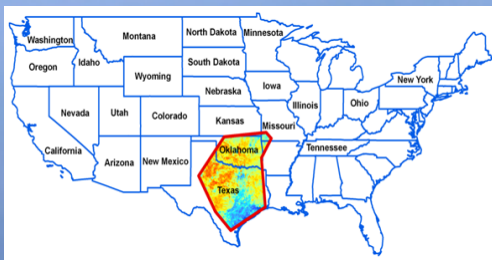 Washington
Montana
North Dakota
Minnesota
Oregon
Idaho
South Dakota
Wyoming
New York
Nebraska
Iowa
Nevada
Utah
Colorado
Illinois
Ohio
Kansas
Missouri
California
Oklahoma
Tennessee
Arizona
New Mexico
Texas